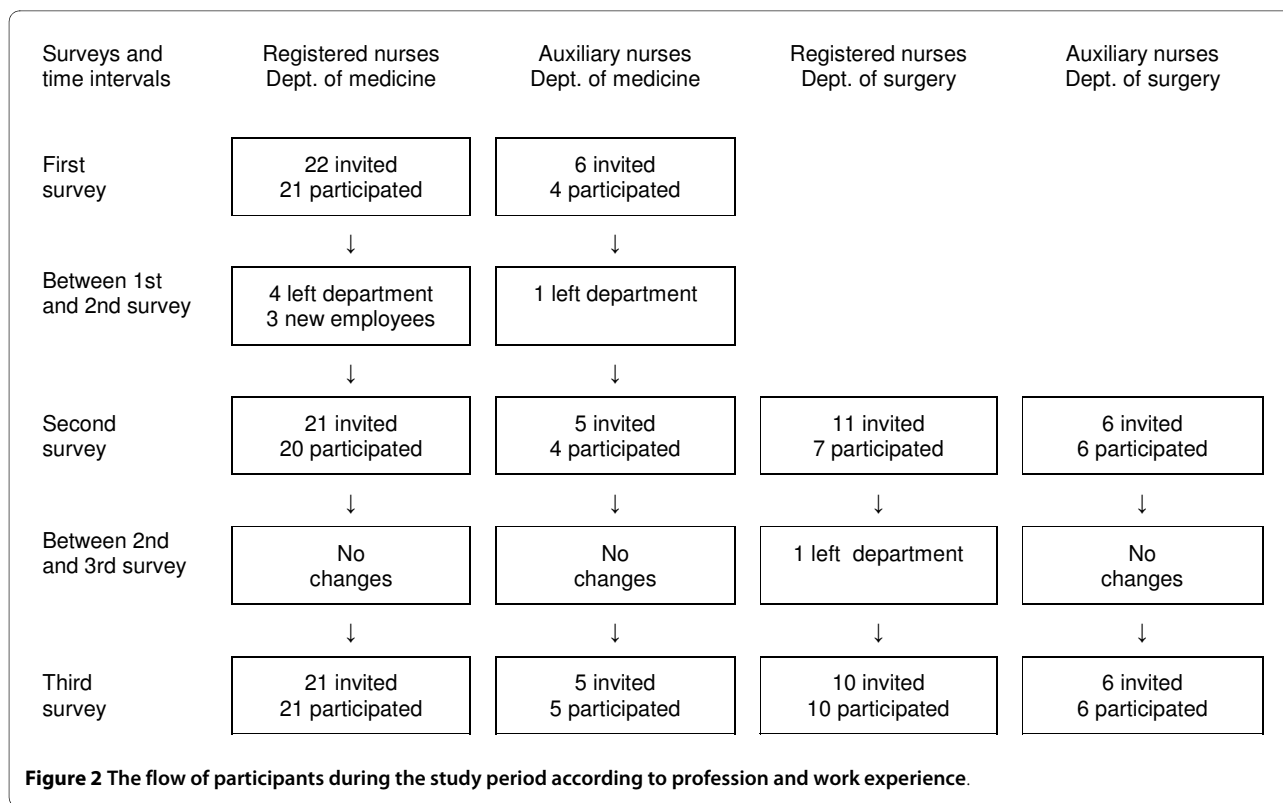 Surveys and
time intervals
Registered nurses
Dept. of medicine
Auxiliary nurses
Dept. of medicine
Registered nurses
Dept. of surgery
Auxiliary nurses
Dept. of surgery
First
survey
22 invited
21 participated
6 invited
4 participated
↓
↓
Between 1st
and 2nd survey
4 left department
3 new employees
1 left department
↓
↓
Second
survey
21 invited
20 participated
5 invited
4 participated
11 invited
7 participated
6 invited
6 participated
↓
↓
↓
↓
Between 2nd
and 3rd survey
No
changes
No
changes
1 left department
No
changes
↓
↓
↓
↓
Third
survey
21 invited
21 participated
5 invited
5 participated
10 invited
10 participated
6 invited
6 participated
Figure 2 The flow of participants during the study period according to profession and work experience.